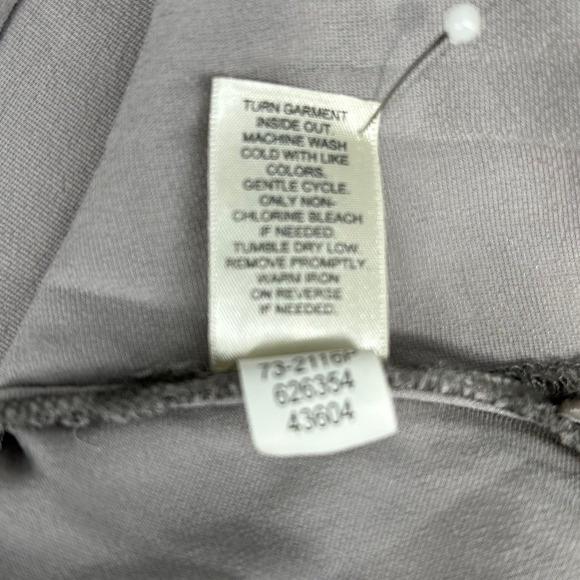 TURN GARMENT
INSIDE OUT.
MACHINE WASH
COLD WITH LIKE
COLORS.
GENTLE CYCLE.
ONLY NON-
CHLORINE BLEACH
IF NEEDED.
TUMBLE DRY LOW.
REMOVE PROMPTLY.
WARM IRON
ON REVERSE
IF NEEDED.
73-2116P
626354
43604